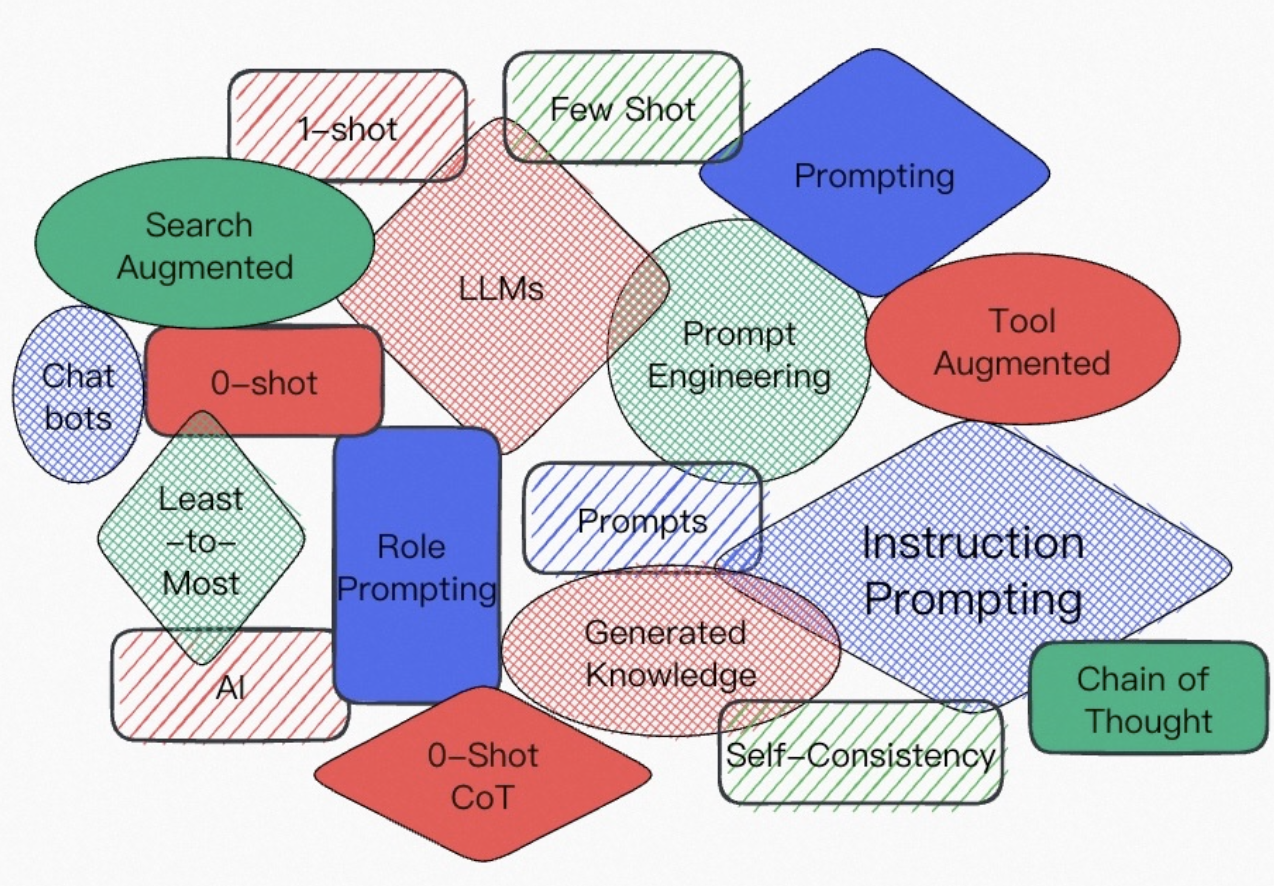 Few Shot
1-shot
Prompting
Search
Augmented
LLMs
Tool
Augmented
Prompt
Engineering
Chat
bots
0-shot
Least
-to-
Most
Prompts
Role
Prompting
Instruction
Prompting
Generated
Knowledge
AI
Chain of
Thought
0-Shot
CoT
Self-Consistency